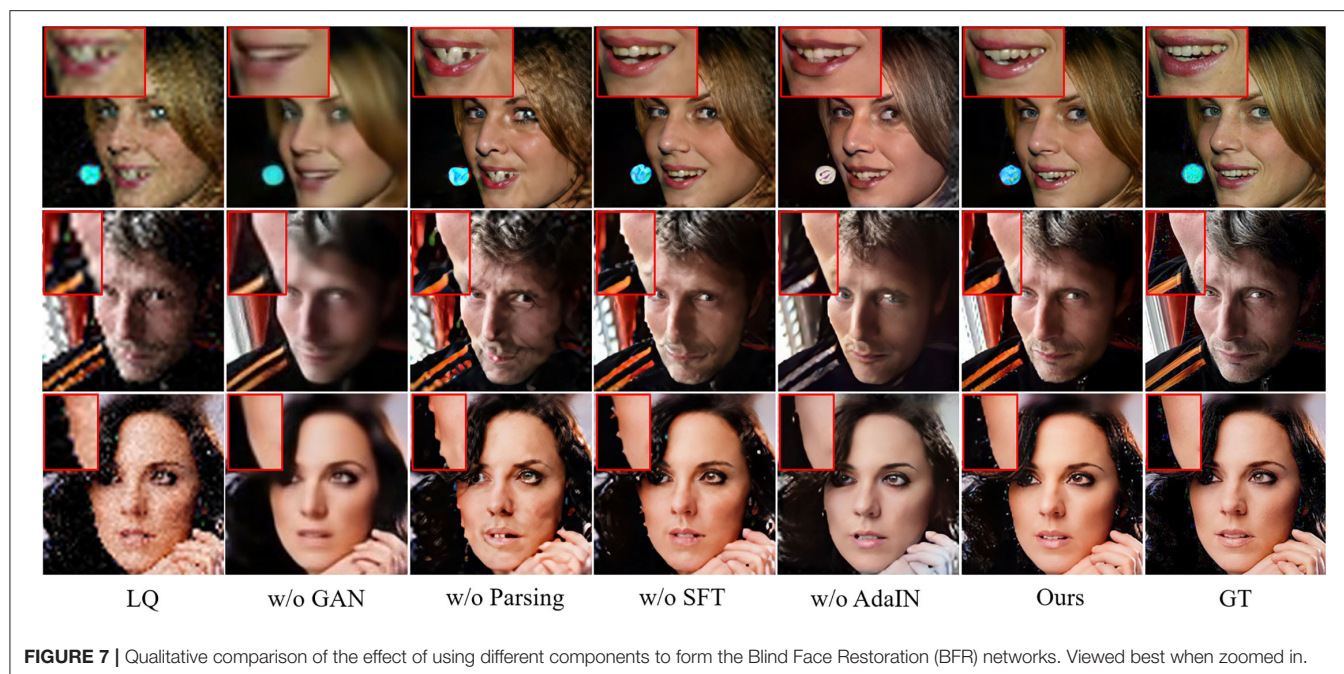 LQ
w/o GAN
w/o Parsing
w/o SFT
w/o AdaIN
Ours
GT
FIGURE 7 | Qualitative comparison of the effect of using different components to form the Blind Face Restoration (BFR) networks. Viewed best when zoomed in.